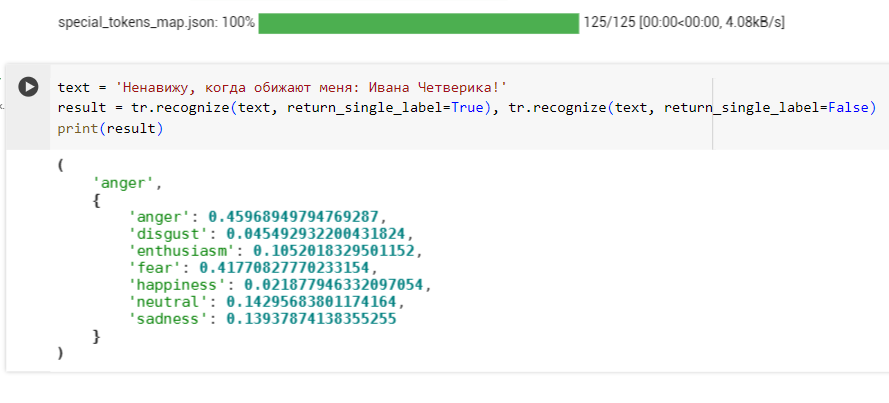 special_tokens_map.json: 100% 125/125 [00:00<00:00, 4.08kB/s]
text = 'Ненавижу, когда обижают меня: Ивана Четверика!'
result = tr.recognize(text, return_single_label=True), tr.recognize(text, return_single_label=False)
print(result)
(
    'anger',
    {
        'anger': 0.45968949794769287,
        'disgust': 0.045492932200431824,
        'enthusiasm': 0.1052018329501152,
        'fear': 0.41770827770233154,
        'happiness': 0.021877946332097054,
        'neutral': 0.14295683801174164,
        'sadness': 0.13937874138355255
    }
)